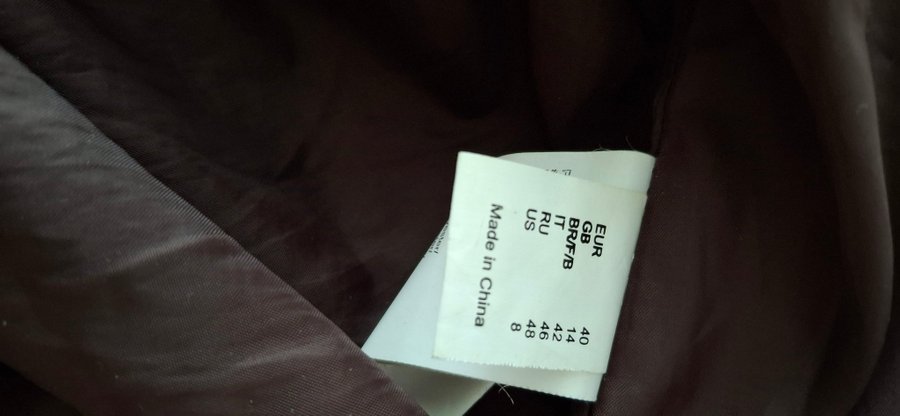 EUR 40
GB 14
BR/F/B 42
IT 46
RU 48
US 8
Made in China